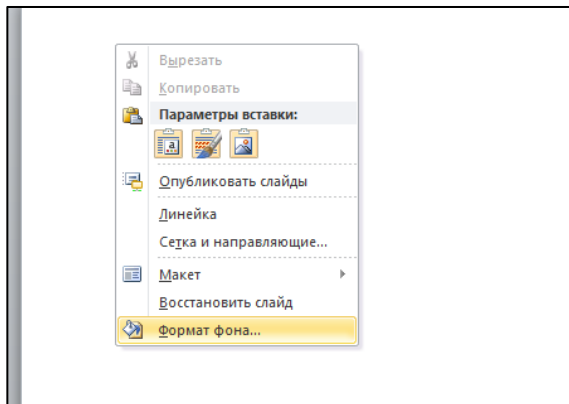 Вырезать
Копировать
Параметры вставки:
a
Опубликовать слайды
Линейка
Сетка и направляющие...
Макет
Восстановить слайд
Формат фона...